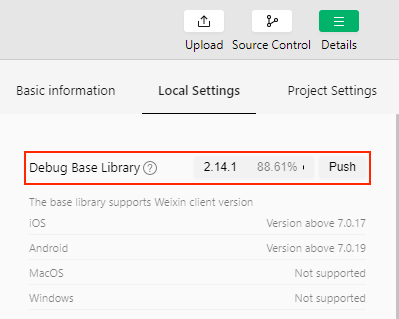 Upload Source Control Details
Basic information Local Settings Project Settings
Debug Base Library ? 2.14.1 88.61% Push
The base library supports Weixin client version
iOS Version above 7.0.17
Android Version above 7.0.19
MacOS Not supported
Windows Not supported